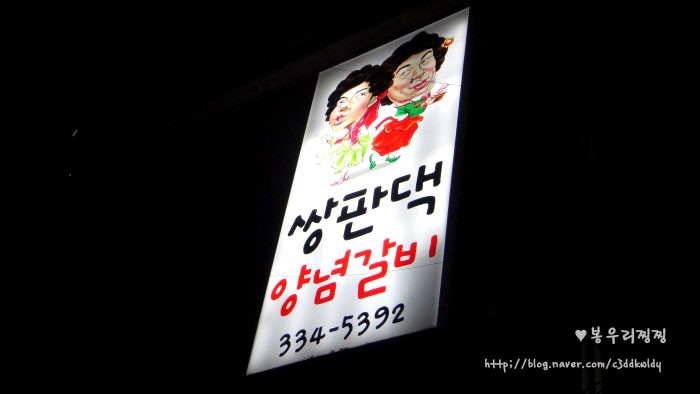 쌍판댁
양념갈비
334-5392
♥봉우리찡찡
http://blog.naver.com/c3ddkwldy